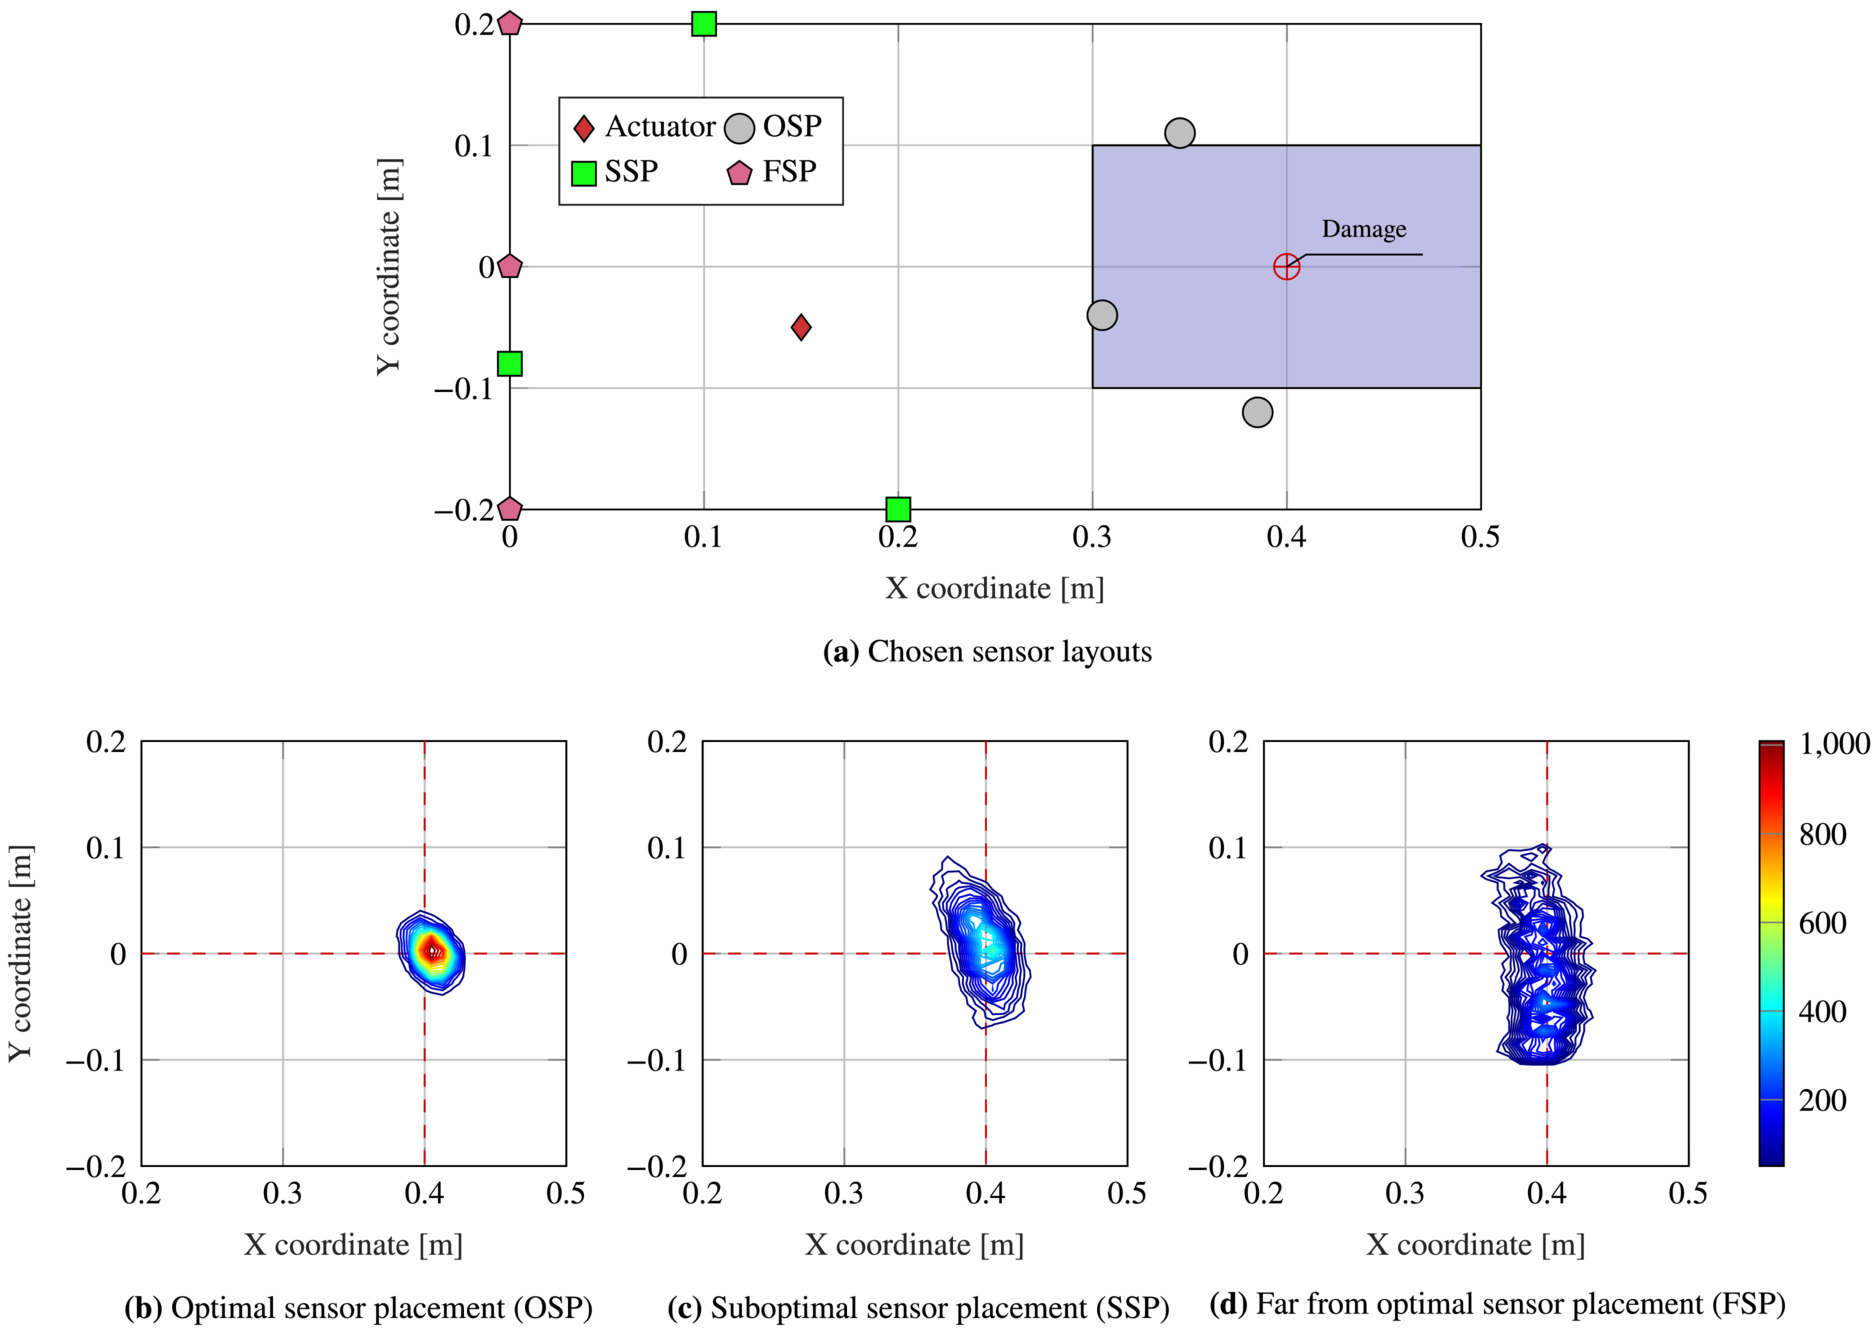 0.2
0.1
0
−0.1
−0.2
Y coordinate [m]
Actuator OSP
SSP FSP
Damage
0 0.1 0.2 0.3 0.4 0.5
X coordinate [m]
(a) Chosen sensor layouts
0.2
0.1
0
−0.1
−0.2
Y coordinate [m]
0.2 0.3 0.4 0.5
X coordinate [m]
(b) Optimal sensor placement (OSP)
0.2
0.1
0
−0.1
−0.2
0.2 0.3 0.4 0.5
X coordinate [m]
(c) Suboptimal sensor placement (SSP)
0.2
0.1
0
−0.1
−0.2
0.2 0.3 0.4 0.5
X coordinate [m]
(d) Far from optimal sensor placement (FSP)
1,000
800
600
400
200